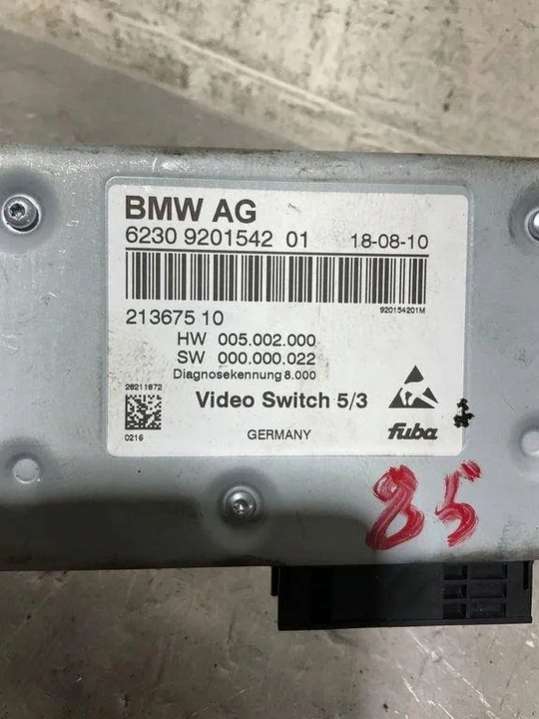 BMW AG
6230 9201542 01 18-08-10
920154201M
213675 10
HW 005.002.000
SW 000.000.022
Diagnosekennung 8.000
28211672
Video Switch 5/3
0216
GERMANY
fuba
85